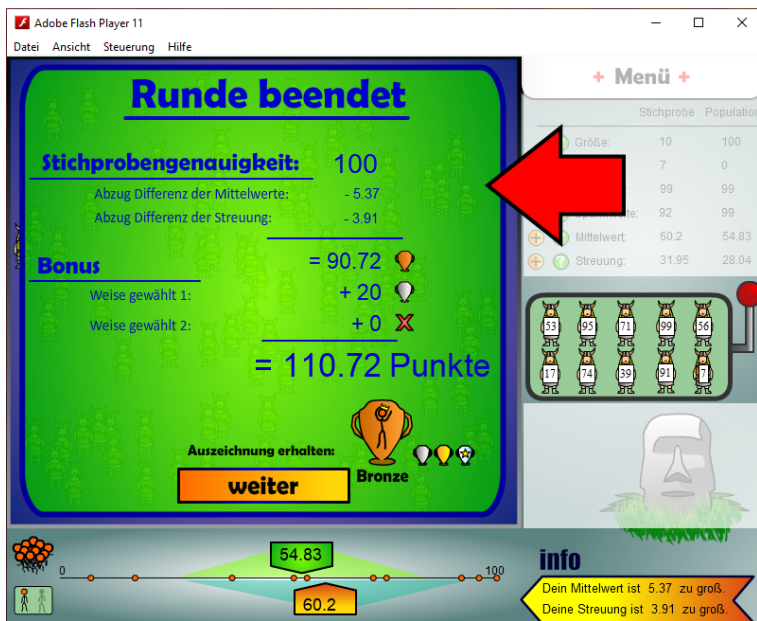 Adobe Flash Player 11
Datei Ansicht Steuerung Hilfe
Runde beendet
Stichprobengenauigkeit: 100
Abzug Differenz der Mittelwerte: - 5.37
Abzug Differenz der Streuung: - 3.91
= 90.72
Bonus
Weise gewählt 1: + 20
Weise gewählt 2: + 0
= 110.72 Punkte
Auszeichnung erhalten:
Bronze
weiter
+ Menü +
Stichprobe Population
Größe: 10 100
7 0
99 99
92 99
Mittelwert: 60.2 54.83
Streuung: 31.95 28.04
53 95 71 99 56
17 74 39 91 7
0 54.83 100
60.2
info
Dein Mittelwert ist 5.37 zu groß.
Deine Streuung ist 3.91 zu groß.